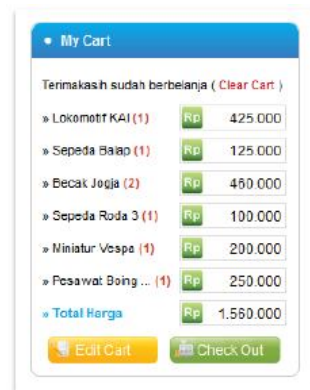 My Cart
Terimakasih sudah berbelanja ( Clear Cart )
» Lokomotif KAI (1) Rp 425.000
» Sepeda Balap (1) Rp 125.000
» Becak Jogja (2) Rp 460.000
» Sepeda Roda 3 (1) Rp 100.000
» Miniatur Vespa (1) Rp 200.000
» Pesawat Boing ... (1) Rp 250.000
» Total Harga Rp 1.560.000
Edit Cart Check Out